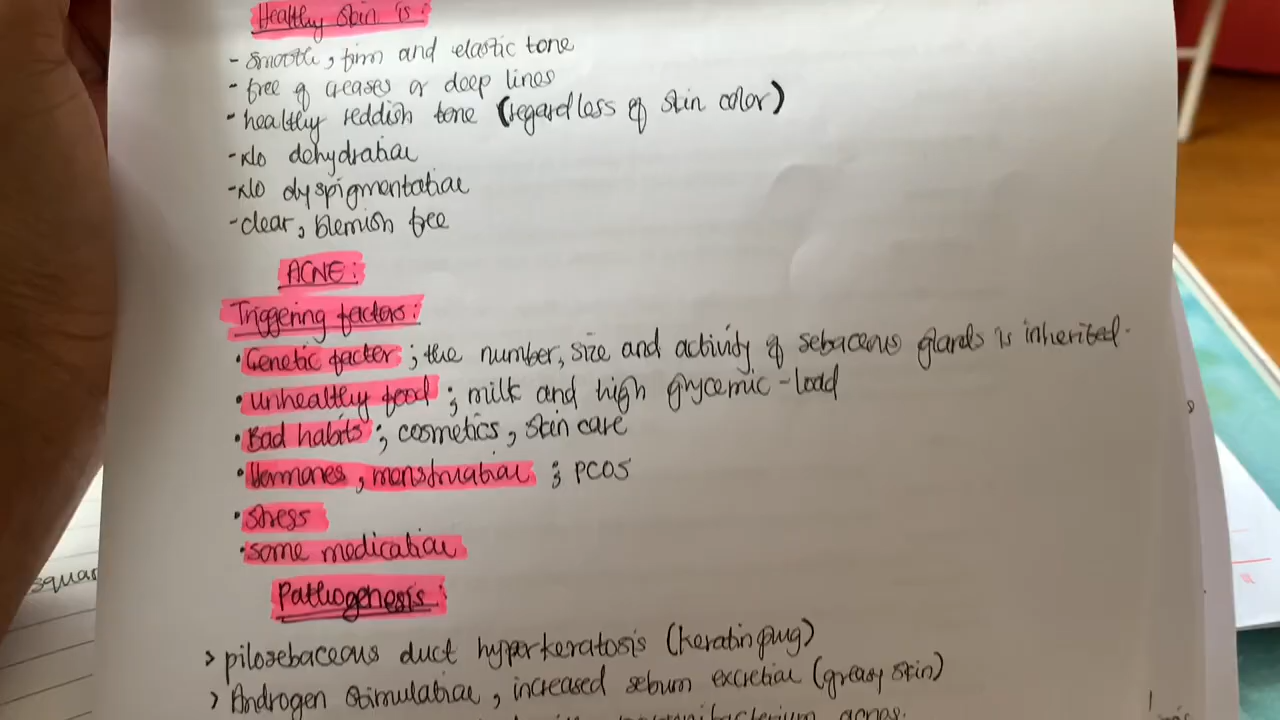 Healthy skin is:
- smooth, firm and elastic tone
- free of creases or deep lines
- healthy reddish tone (regardless of skin color)
- No dehydration
- No dyspigmentation
- clear, blemish free
ACNE:
Triggering factors:
• Genetic factor ; the number, size and activity of sebaceous glands is inherited.
• unhealthy food ; milk and high glycemic-load
• Bad habits ; cosmetics, skin care
• Hormones, menstruation ; PCOS
• stress
• some medication
squar
Pathogenesis:
> pilosebaceous duct hyperkeratosis (keratin plug)
> Androgen stimulation, increased sebum excretion (greasy skin)
acnes.